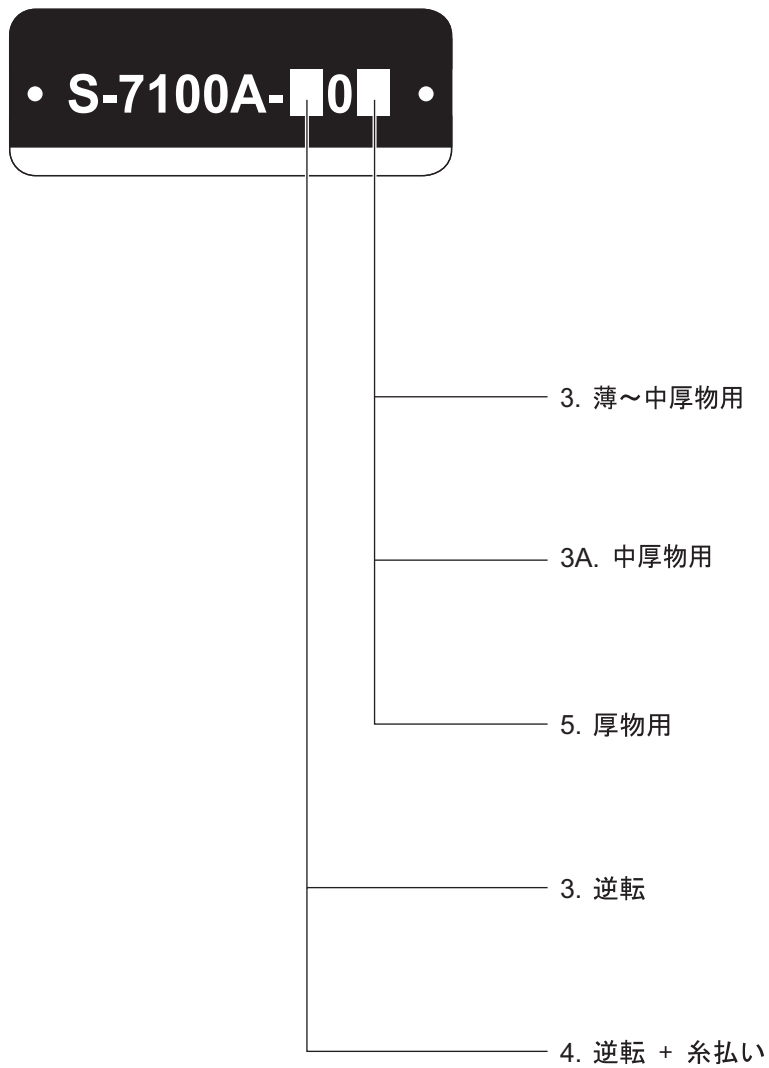 • S-7100A-■0■ •
3. 薄～中厚物用
3A. 中厚物用
5. 厚物用
3. 逆転
4. 逆転 + 糸払い